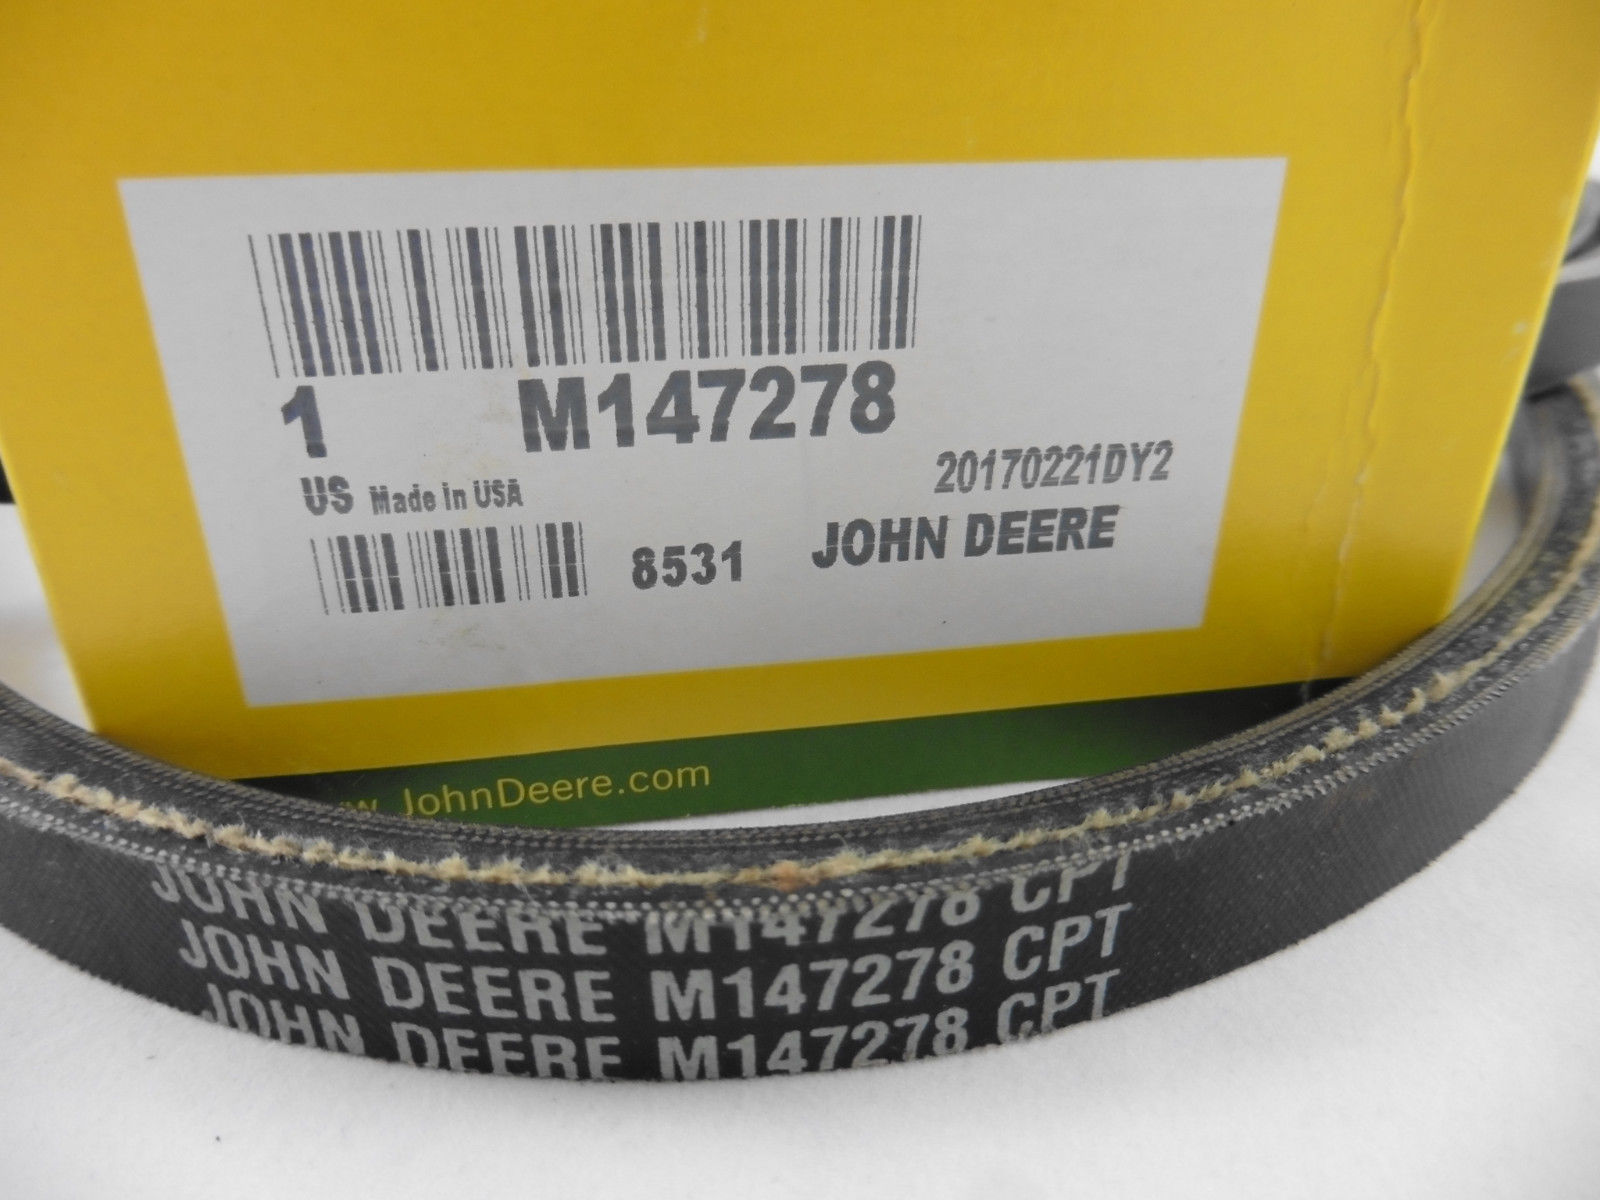 1 M147278
20170221DY2
US Made in USA
8531 JOHN DEERE
w. JohnDeere.com
JOHN DEERE M147278 CPT
JOHN DEERE M147278 CPT
JOHN DEERE M147278 CPT